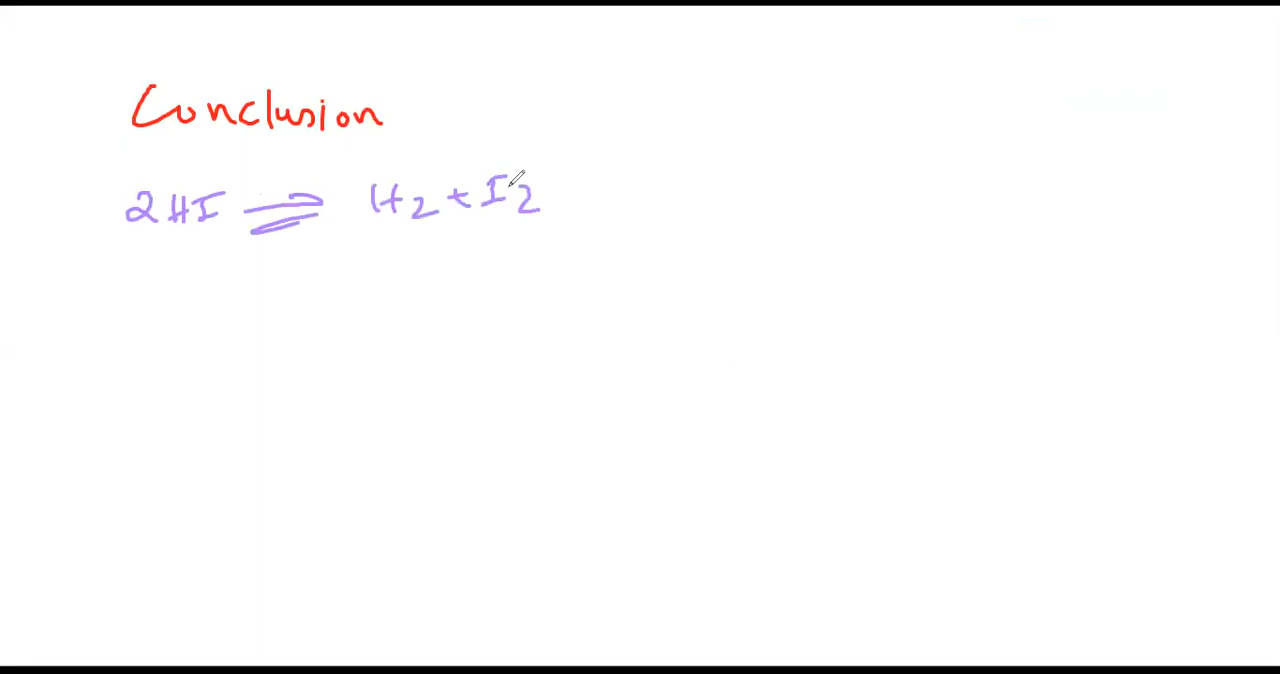 Conclusion
2HI ⇌ H2 + I2